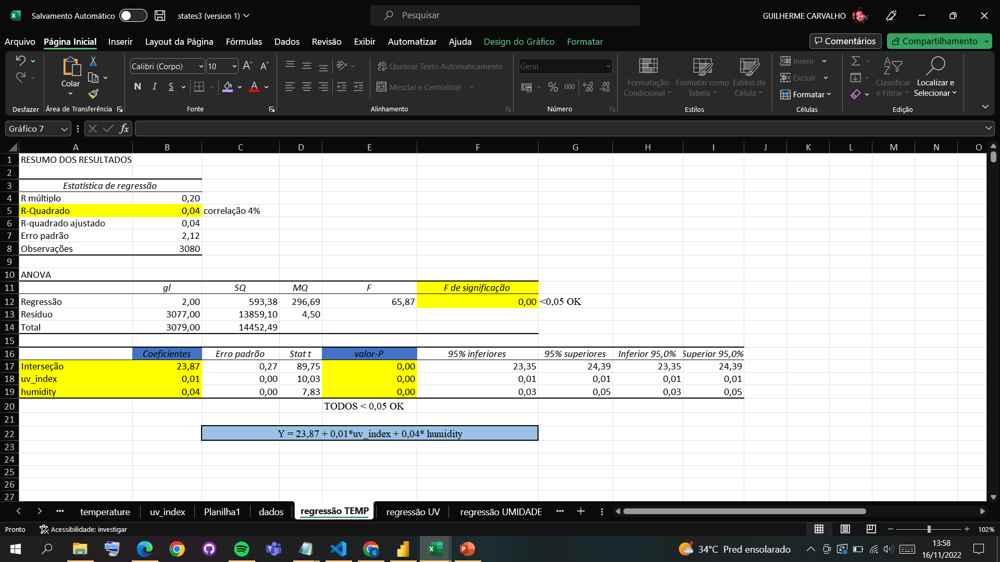 Salvamento Automático
states3 (version 1)
Pesquisar
GUILHERME CARVALHO
Arquivo Página Inicial Inserir Layout da Página Fórmulas Dados Revisão Exibir Automatizar Ajuda Design do Gráfico Formatar
Comentários
Compartilhamento
Desfazer
Colar
Área de Transferência
Calibri (Corpo) 10
N I S
Fonte
Quebrar Texto Automaticamente
Mesclar e Centralizar
Alinhamento
Geral
% 000
Número
Formatação Condicional
Formatar como Tabela
Estilos de Célula
Estilos
Inserir
Excluir
Formatar
Células
Classificar e Filtrar
Localizar e Selecionar
Edição
Gráfico 7
fx
A B C D E F G H I J K L M N O
1 RESUMO DOS RESULTADOS
2
3 Estatística de regressão
4 R múltiplo 0,20
5 R-Quadrado 0,04 correlação 4%
6 R-quadrado ajustado 0,04
7 Erro padrão 2,12
8 Observações 3080
9
10 ANOVA
11 gl SQ MQ F F de significação
12 Regressão 2,00 593,38 296,69 65,87 0,00 <0,05 OK
13 Resíduo 3077,00 13859,10 4,50
14 Total 3079,00 14452,49
15
16 Coeficientes Erro padrão Stat t valor-P 95% inferiores 95% superiores Inferior 95,0% Superior 95,0%
17 Interseção 23,87 0,27 89,75 0,00 23,35 24,39 23,35 24,39
18 uv_index 0,01 0,00 10,03 0,00 0,01 0,01 0,01 0,01
19 humidity 0,04 0,00 7,83 0,00 0,03 0,05 0,03 0,05
20 TODOS < 0,05 OK
21
22 Y = 23,87 + 0,01*uv_index + 0,04* humidity
23
24
25
26
27
temperature uv_index Planilha1 dados regressão TEMP regressão UV regressão UMIDADE
Pronto
Acessibilidade: investigar
102%
34°C Pred ensolarado
13:58
16/11/2022